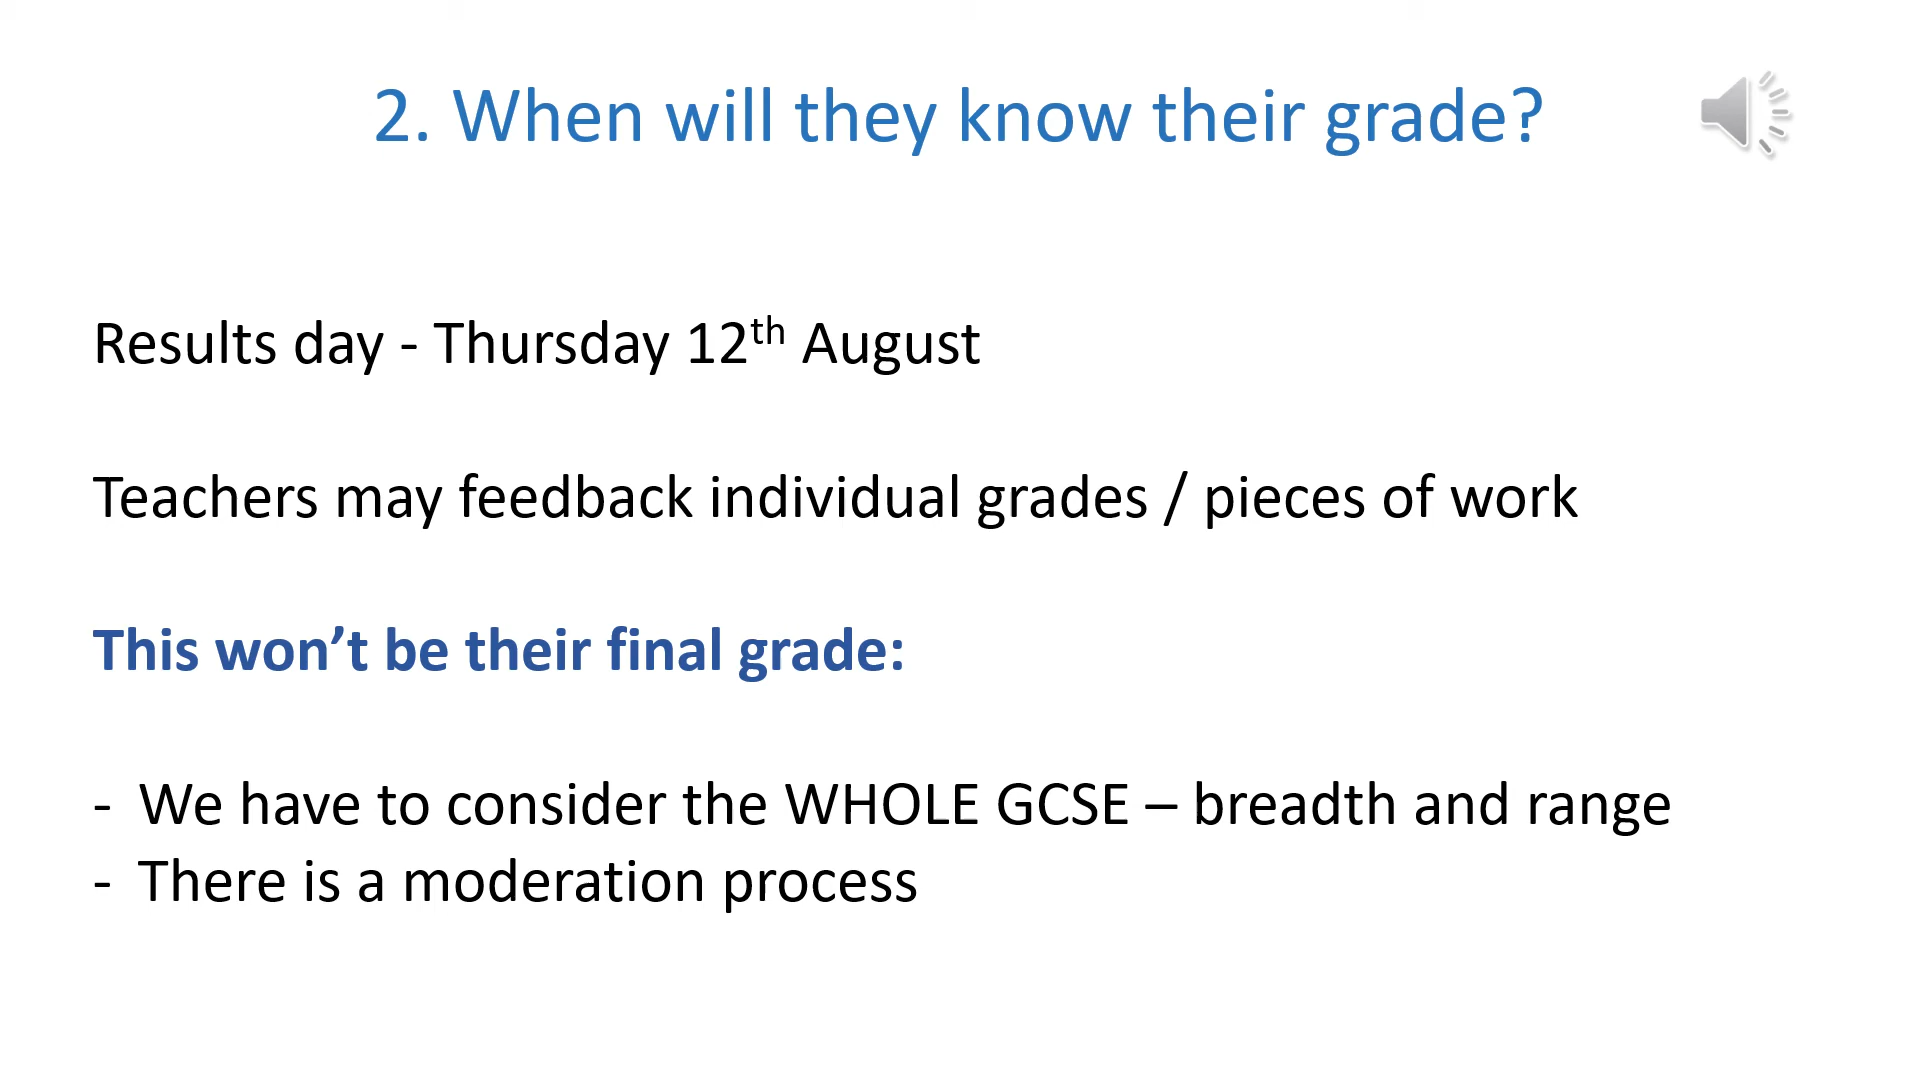 2. When will they know their grade?
Results day - Thursday 12th August
Teachers may feedback individual grades / pieces of work
This won’t be their final grade:
- We have to consider the WHOLE GCSE – breadth and range
- There is a moderation process